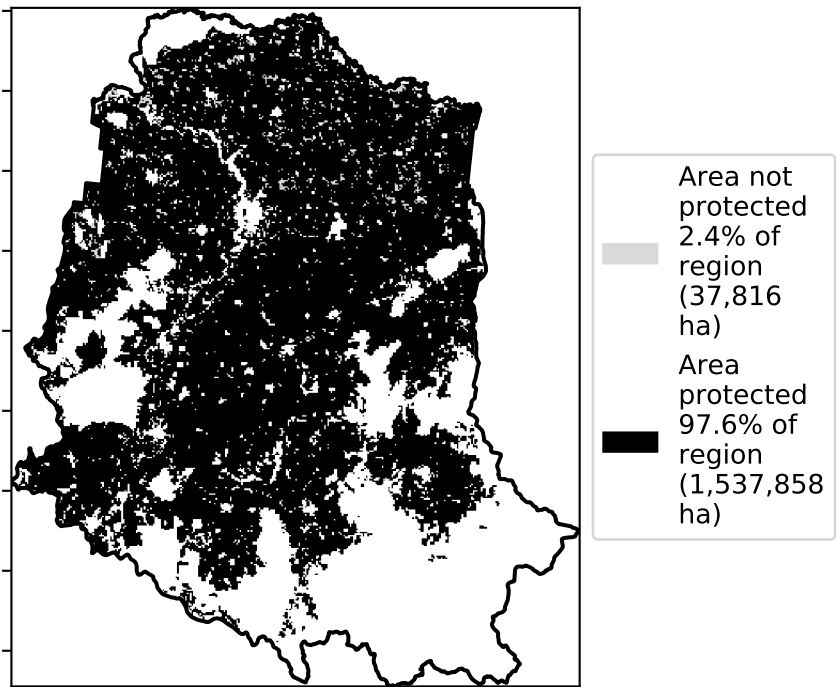 Area not
protected
2.4% of
region
(37,816
ha)
Area
protected
97.6% of
region
(1,537,858
ha)